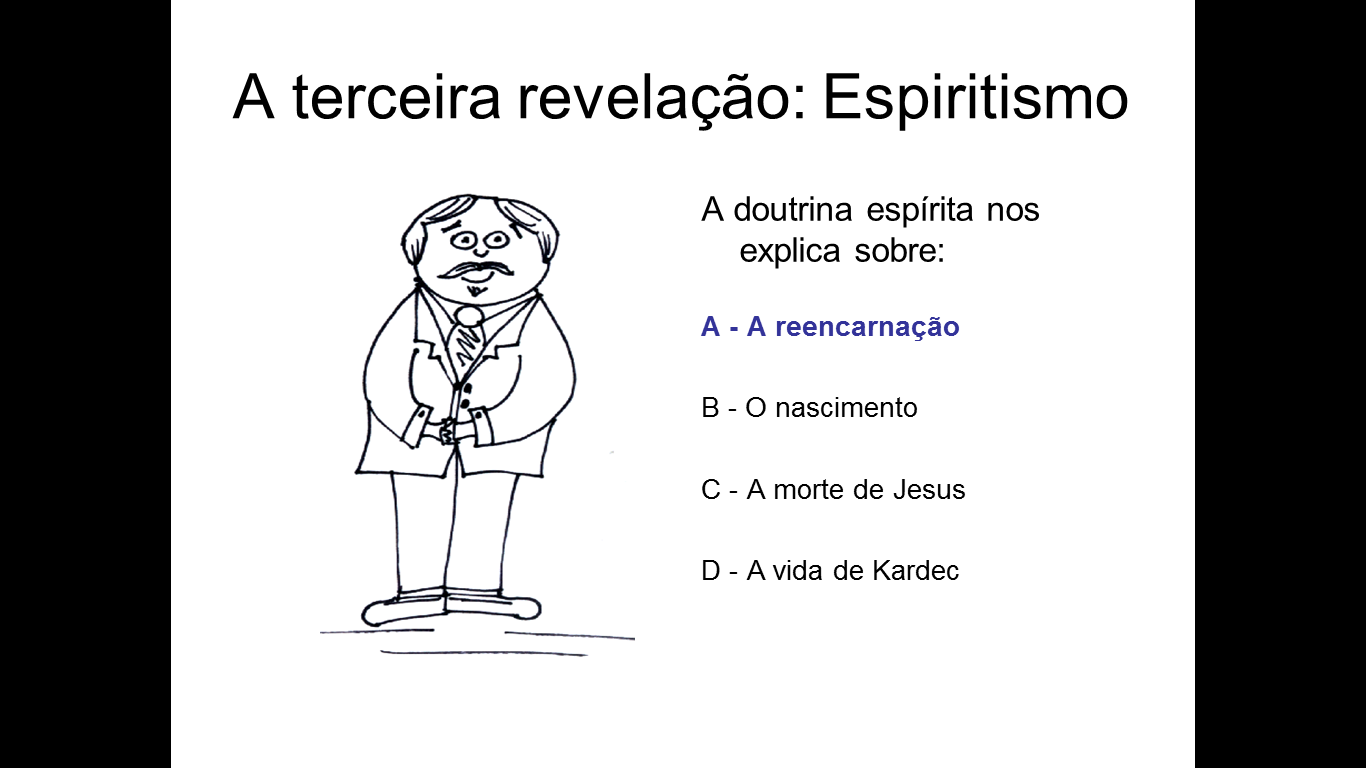 A terceira revelação: Espiritismo
A doutrina espírita nos
explica sobre:
A - A reencarnação
B - O nascimento
C - A morte de Jesus
D - A vida de Kardec